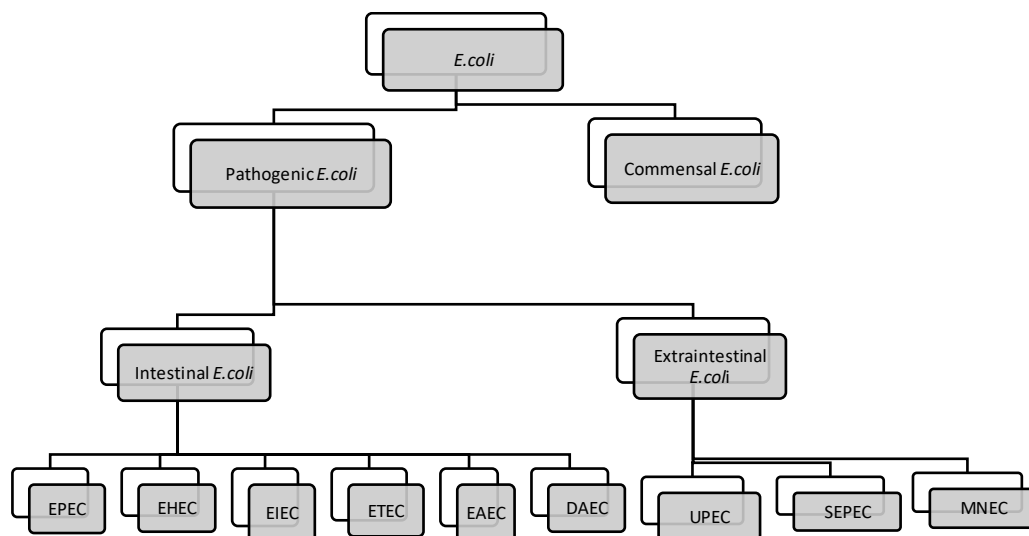 E.coli
Pathogenic E.coli
Commensal E.coli
Intestinal E.coli
Extraintestinal
E.coli
EPEC
EHEC
EIEC
ETEC
EAEC
DAEC
UPEC
SEPEC
MNEC